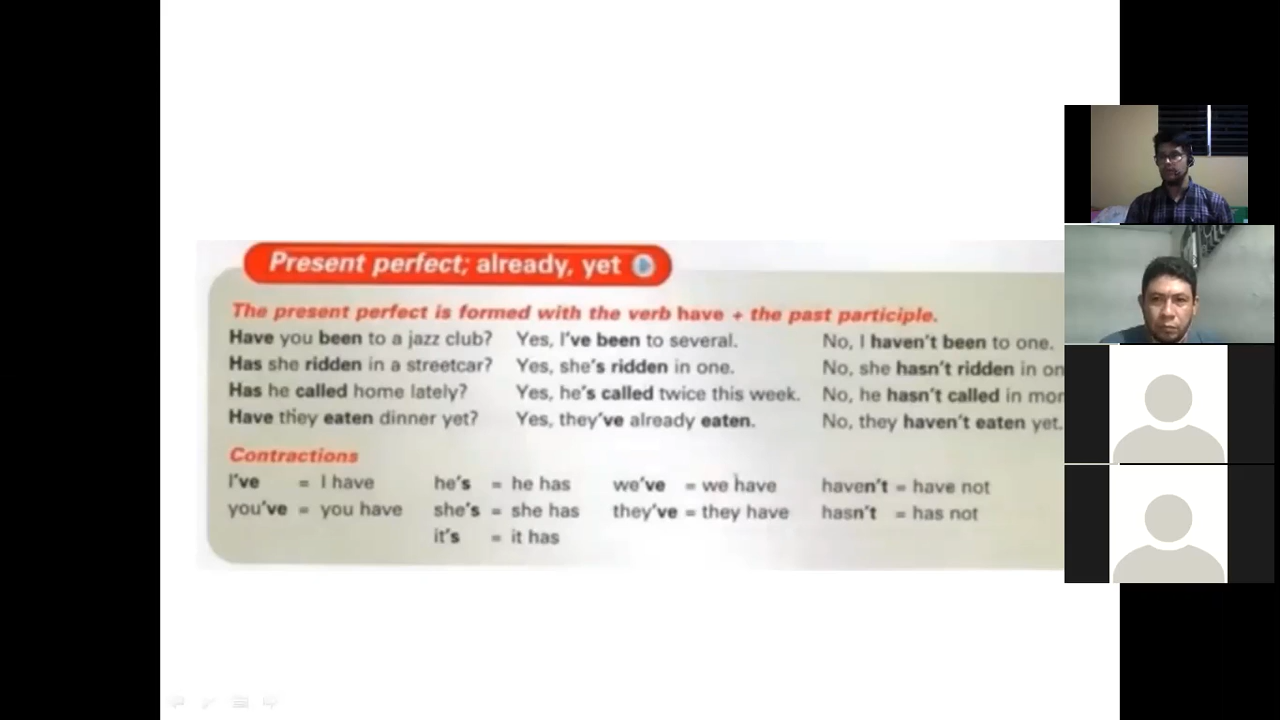 Present perfect; already, yet
The present perfect is formed with the verb have + the past participle.
Have you been to a jazz club? Yes, I've been to several. No, I haven't been to one.
Has she ridden in a streetcar? Yes, she's ridden in one. No, she hasn't ridden in
Has he called home lately? Yes, he's called twice this week. No, he hasn't called in
Have they eaten dinner yet? Yes, they've already eaten. No, they haven't eaten yet.
Contractions
I've = I have he's = he has we've = we have haven't = have not
you've = you have she's = she has they've = they have hasn't = has not
it's = it has